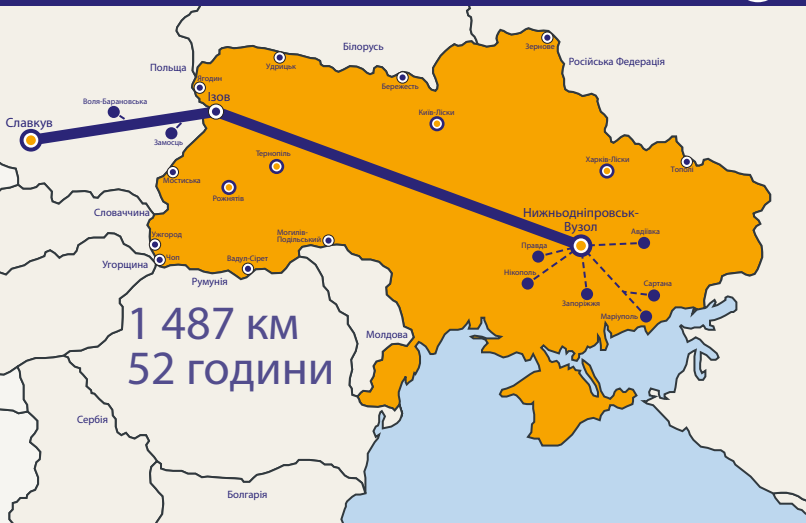 Білорусь
Зернове
Російська Федерація
Польща
Удрицьк
Ягодин
Бережесть
Ізов
Воля-Барановська
Славкув
Київ-Ліски
Замосць
Тернопіль
Харків-Ліски
Тополі
Мостиська
Рожнятів
Словаччина
Нижньодніпровськ-
Вузол
Ужгород
Могилів-
Подільський
Авдіївка
Правда
Чоп
Угорщина
Вадул-Сірет
Нікополь
Румунія
Сартана
Запоріжжя
Маріуполь
1 487 км
52 години
Молдова
Сербія
Болгарія